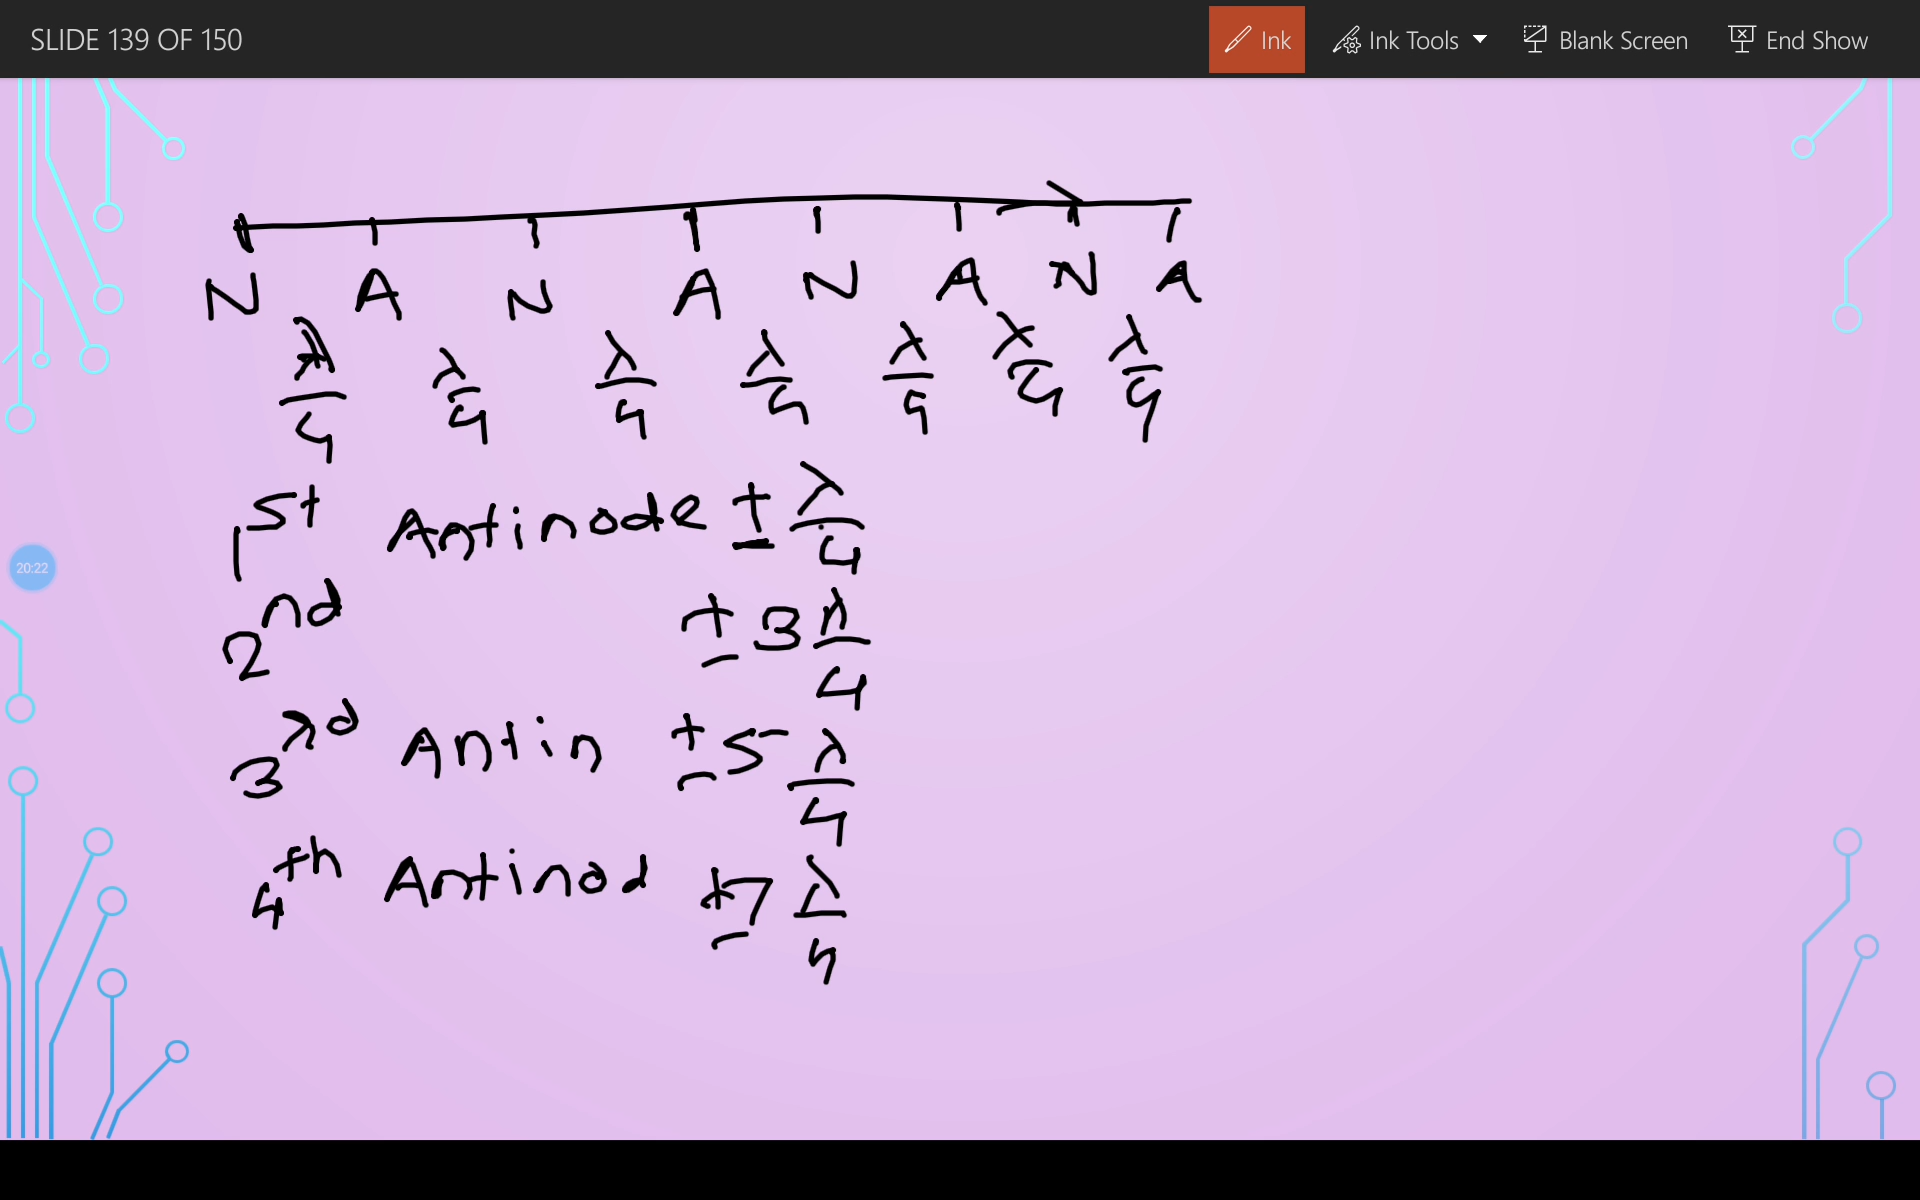 SLIDE 139 OF 150 Ink Ink Tools Blank Screen End Show
N A N A N A N A
λ/4 λ/4 λ/4 λ/4 λ/4 λ/4 λ/4
1st Antinode ± λ/4
20:22
2nd ± 3 λ/4
3rd Antin ± 5 λ/4
4th Antinod ± 7 λ/4